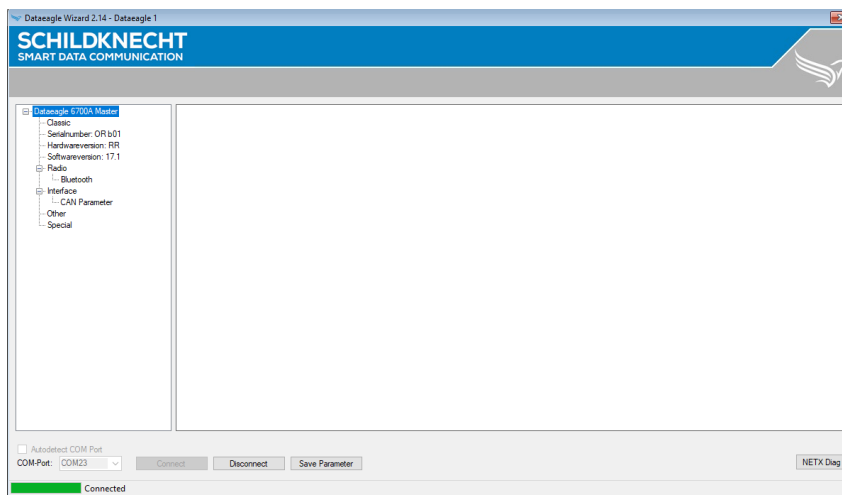 Dataeagle Wizard 2.14 - Dataeagle 1
SCHILDKNECHT
SMART DATA COMMUNICATION
Dataeagle 6700A Master
Classic
Serialnumber: OR b01
Hardwareversion: RR
Softwareversion: 17.1
Radio
Bluetooth
Interface
CAN Parameter
Other
Special
Autodetect COM Port
COM-Port: COM23 Connect Disconnect Save Parameter NETX Diag
Connected